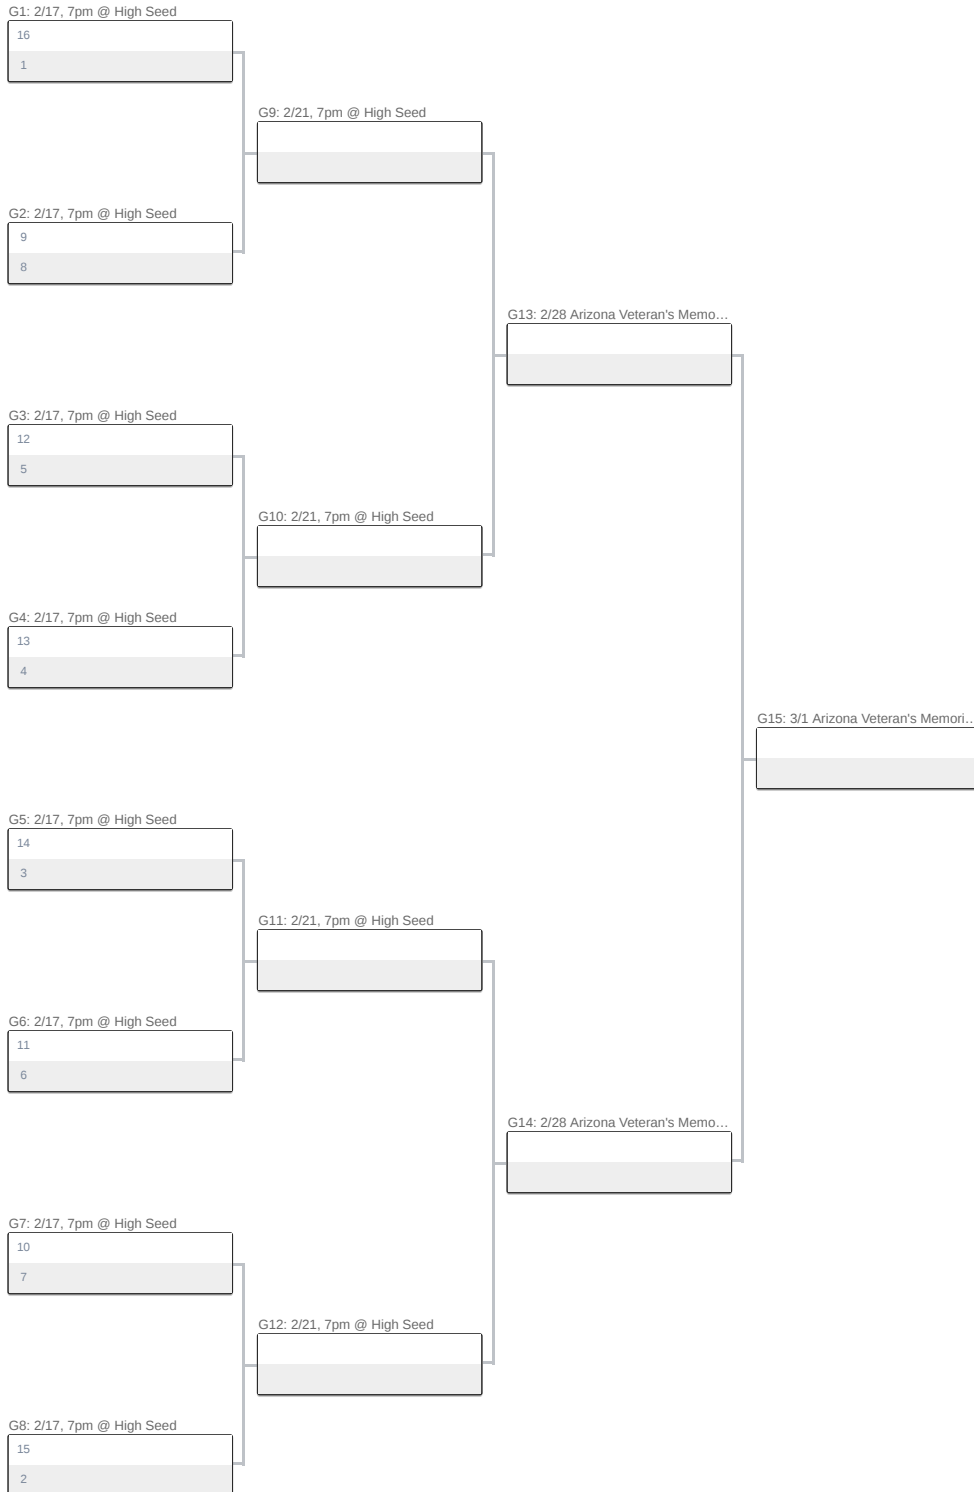 G1: 2/17, 7pm @ High Seed
16
1
G9: 2/21, 7pm @ High Seed
G2: 2/17, 7pm @ High Seed
9
8
G13: 2/28 Arizona Veteran's Memo…
G3: 2/17, 7pm @ High Seed
12
5
G10: 2/21, 7pm @ High Seed
G4: 2/17, 7pm @ High Seed
13
4
G15: 3/1 Arizona Veteran's Memori…
G5: 2/17, 7pm @ High Seed
14
3
G11: 2/21, 7pm @ High Seed
G6: 2/17, 7pm @ High Seed
11
6
G14: 2/28 Arizona Veteran's Memo…
G7: 2/17, 7pm @ High Seed
10
7
G12: 2/21, 7pm @ High Seed
G8: 2/17, 7pm @ High Seed
15
2